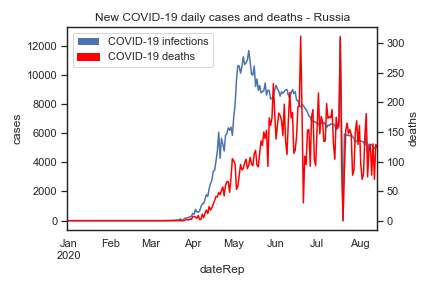 New COVID-19 daily cases and deaths - Russia
COVID-19 infections
COVID-19 deaths
12000
10000
8000
6000
4000
2000
0
cases
300
250
200
150
100
50
0
deaths
Jan Feb Mar Apr May Jun Jul Aug
2020
dateRep